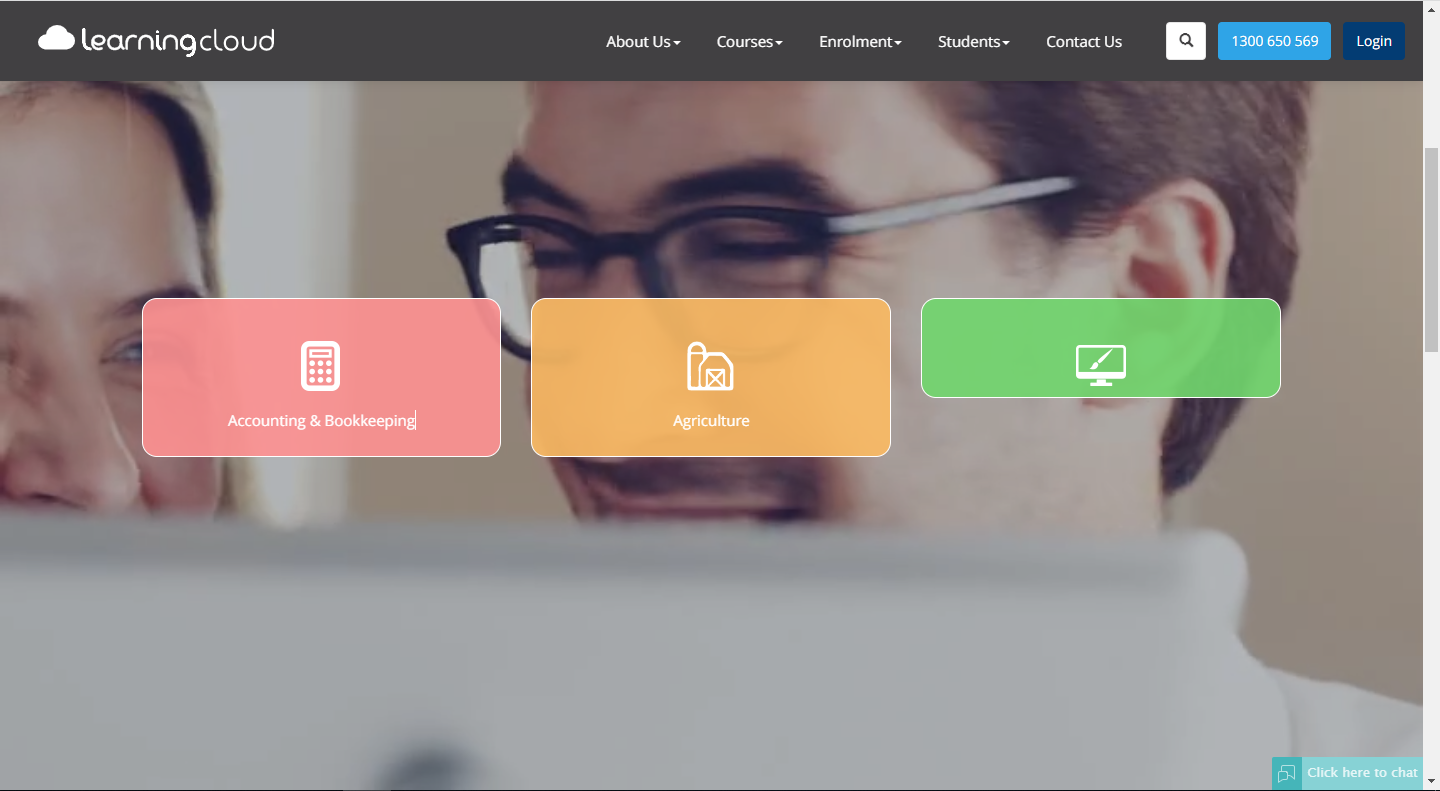 learningcloud
About Us Courses Enrolment Students Contact Us 1300 650 569 Login
Accounting & Bookkeeping
Agriculture
Click here to chat